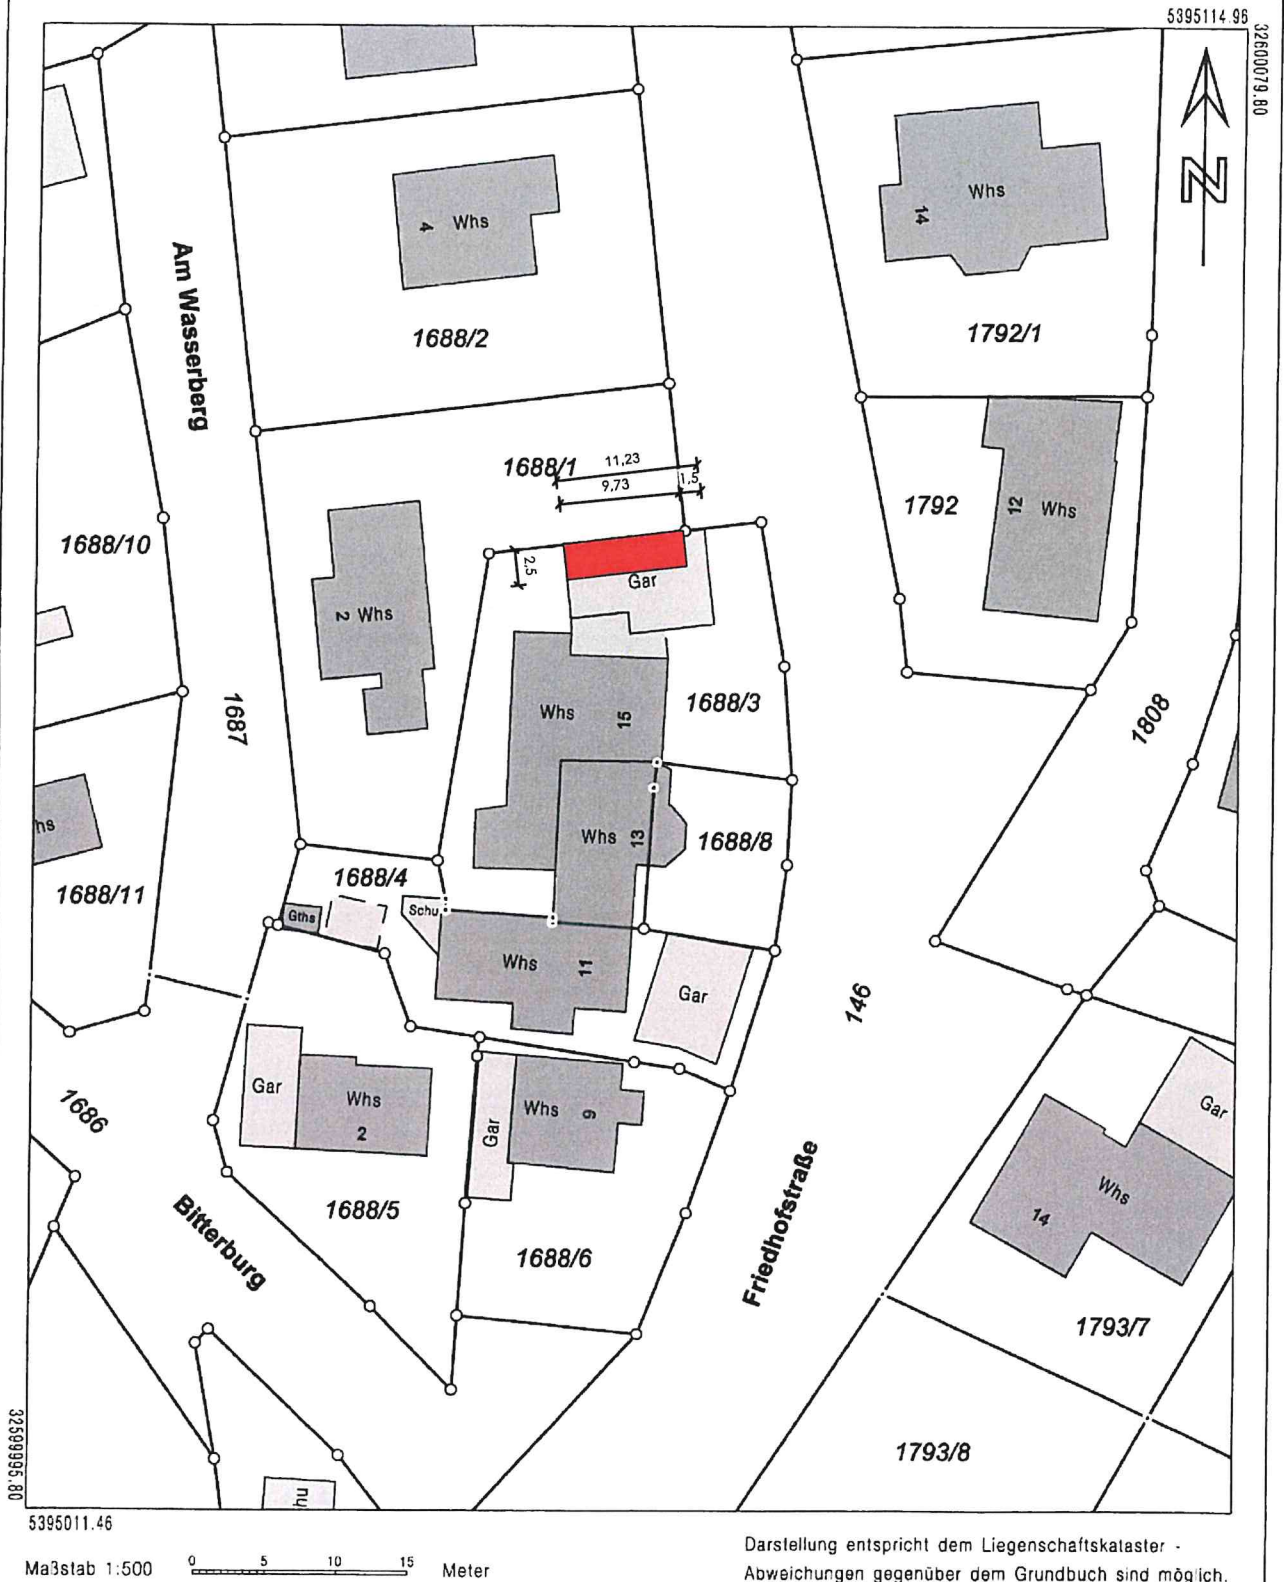 5395114.96
32600079.80
N
14
Whs
4
Whs
Am Wasserberg
1688/2
1792/1
1688/1
11,23
9,73
1,5
1792
12
Whs
1688/10
2,5
Gar
2
Whs
1687
Whs
15
1688/3
1808
hs
Whs
13
1688/8
1688/11
1688/4
Gths
Schu
Whs
11
Gar
146
1686
Gar
Whs
2
Gar
Whs
9
Gar
Whs
14
Bitterburg
1688/5
1688/6
Friedhofstraße
1793/7
1793/8
32599995.80
5395011.46
Maßstab 1:500
0 5 10 15
Meter
Darstellung entspricht dem Liegenschaftskataster -
Abweichungen gegenüber dem Grundbuch sind möglich.